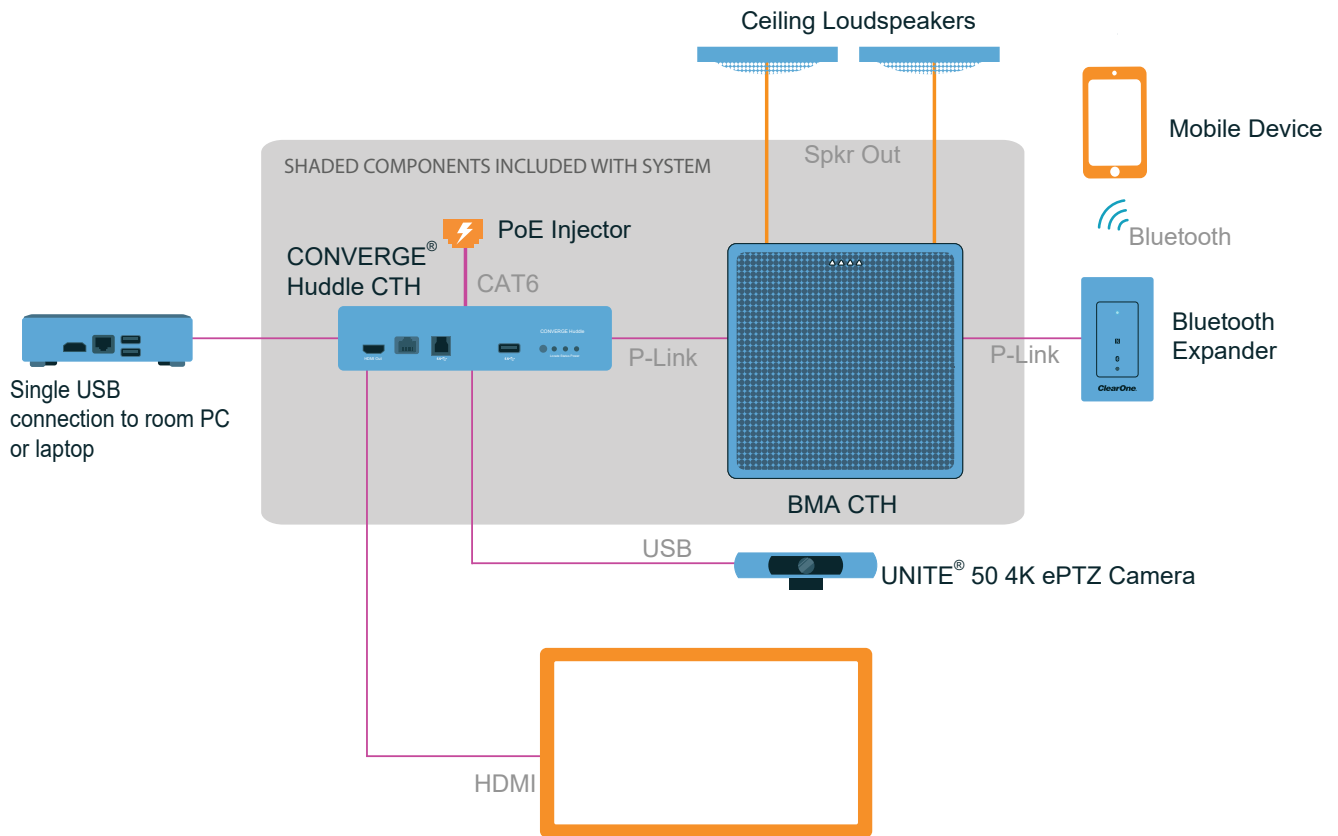 Ceiling Loudspeakers
Mobile Device
Spkr Out
SHADED COMPONENTS INCLUDED WITH SYSTEM
PoE Injector
Bluetooth
CONVERGE®
Huddle CTH
CAT6
CONVERGE Huddle
HDMI Out
P-Link
P-Link
Bluetooth
Expander
ClearOne.
Single USB
connection to room PC
or laptop
BMA CTH
USB
UNITE® 50 4K ePTZ Camera
HDMI